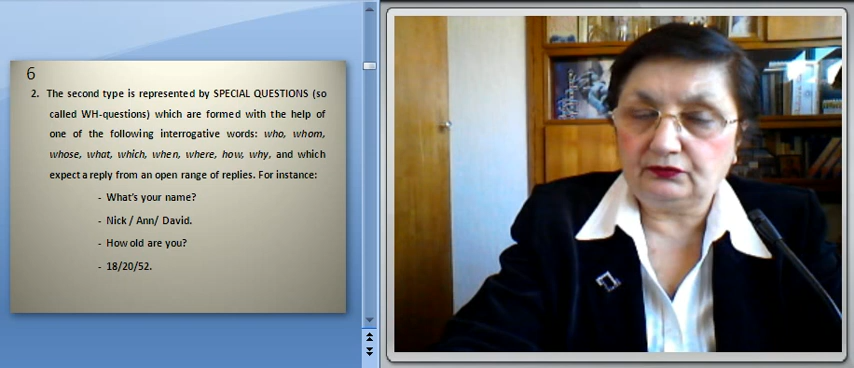 6
2. The second type is represented by SPECIAL QUESTIONS (so
called WH-questions) which are formed with the help of
one of the following interrogative words: who, whom,
whose, what, which, when, where, how, why, and which
expect a reply from an open range of replies. For instance:
- What's your name?
- Nick / Ann/ David.
- How old are you?
- 18/20/52.